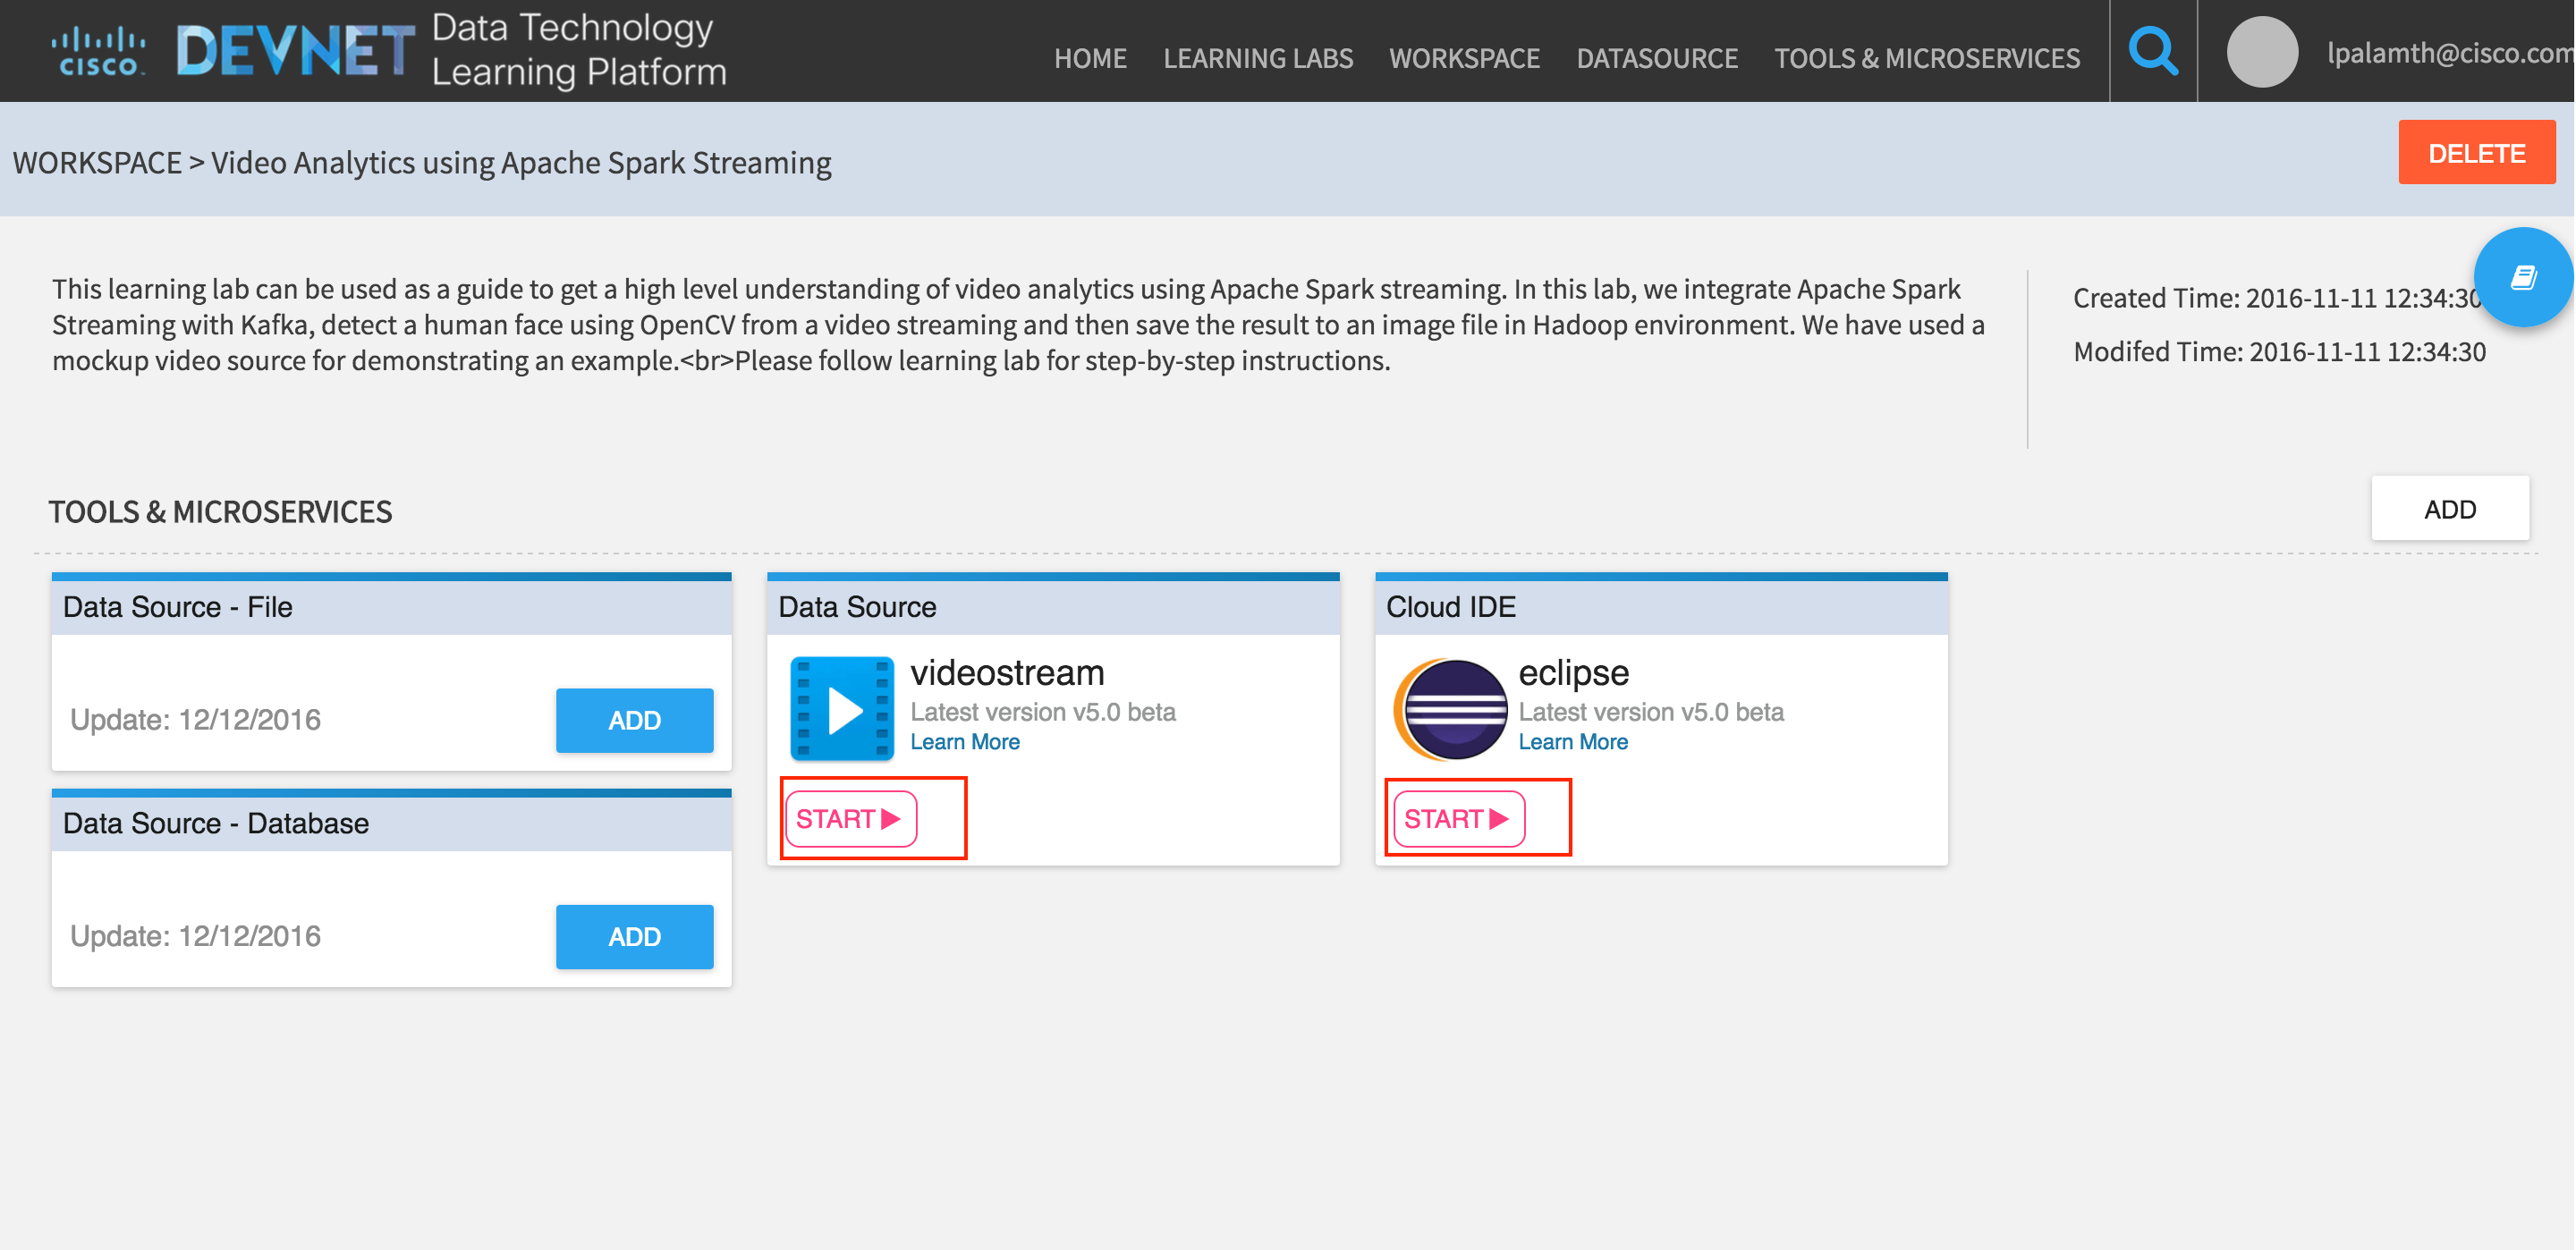 CISCO DEVNET Data Technology
Learning Platform
HOME LEARNING LABS WORKSPACE DATASOURCE TOOLS & MICROSERVICES lpalamth@cisco.com
WORKSPACE > Video Analytics using Apache Spark Streaming
DELETE
This learning lab can be used as a guide to get a high level understanding of video analytics using Apache Spark streaming. In this lab, we integrate Apache Spark
Streaming with Kafka, detect a human face using OpenCV from a video streaming and then save the result to an image file in Hadoop environment. We have used a
mockup video source for demonstrating an example.<br>Please follow learning lab for step-by-step instructions.
Created Time: 2016-11-11 12:34:30
Modifed Time: 2016-11-11 12:34:30
TOOLS & MICROSERVICES
ADD
Data Source - File
Update: 12/12/2016
ADD
Data Source - Database
Update: 12/12/2016
ADD
Data Source
videostream
Latest version v5.0 beta
Learn More
START
Cloud IDE
eclipse
Latest version v5.0 beta
Learn More
START